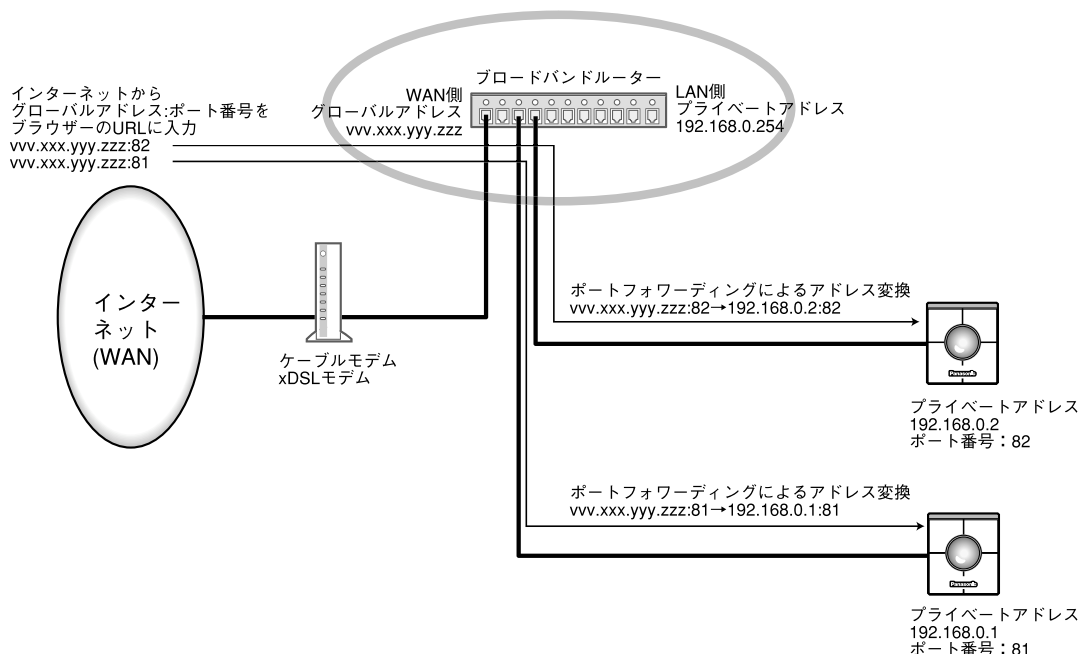 ブロードバンドルーター
WAN側
グローバルアドレス
vvv.xxx.yyy.zzz
LAN側
プライベートアドレス
192.168.0.254
インターネットから
グローバルアドレス:ポート番号を
ブラウザーのURLに入力
vvv.xxx.yyy.zzz:82
vvv.xxx.yyy.zzz:81
インター
ネット
(WAN)
ケーブルモデム
xDSLモデム
ポートフォワーディングによるアドレス変換
vvv.xxx.yyy.zzz:82→192.168.0.2:82
Panasonic
プライベートアドレス
192.168.0.2
ポート番号：82
ポートフォワーディングによるアドレス変換
vvv.xxx.yyy.zzz:81→192.168.0.1:81
Panasonic
プライベートアドレス
192.168.0.1
ポート番号：81